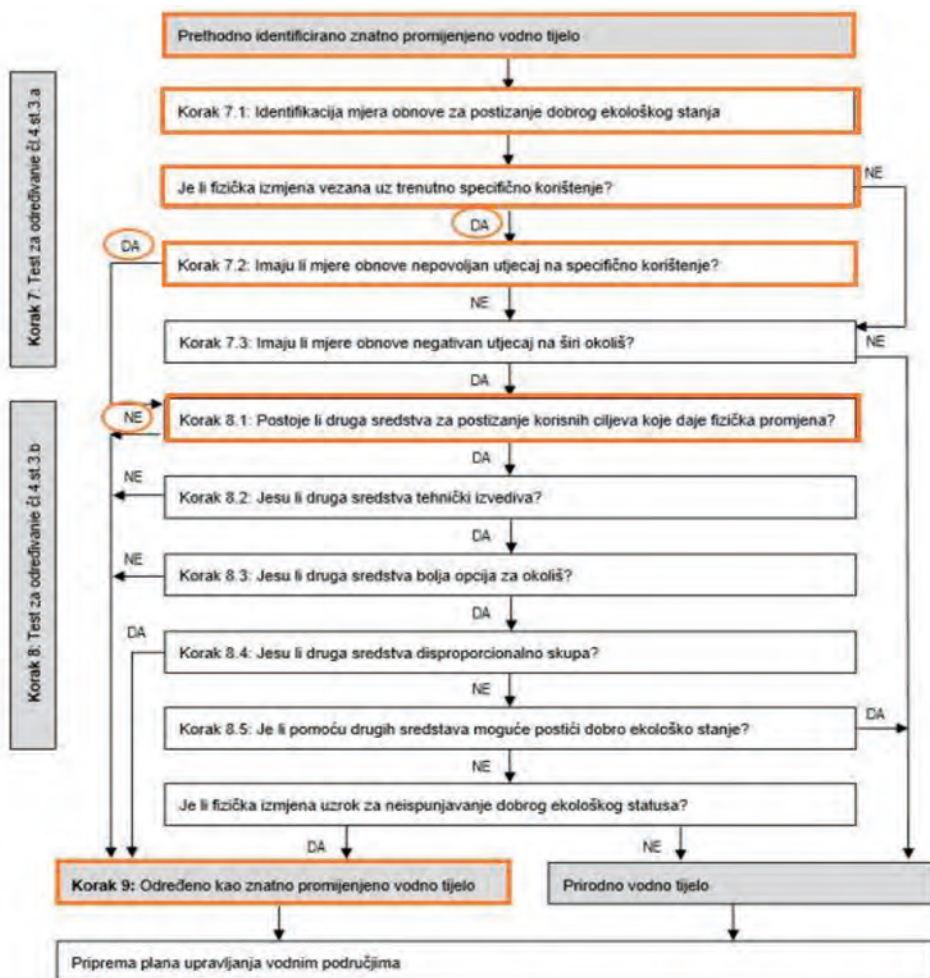 Prethodno identificirano znatno promijenjeno vodno tijelo
Korak 7: Test za određivanje čl.4.st.3.a
Korak 7.1: Identifikacija mjera obnove za postizanje dobrog ekološkog stanja
Je li fizička izmjena vezana uz trenutno specifično korištenje?
NE
DA
DA
Korak 7.2: Imaju li mjere obnove nepovoljan utjecaj na specifično korištenje?
NE
Korak 7.3: Imaju li mjere obnove negativan utjecaj na širi okoliš?
NE
DA
Korak 8: Test za određivanje čl.4.st.3.b
NE
Korak 8.1: Postoje li druga sredstva za postizanje korisnih ciljeva koje daje fizička promjena?
DA
NE
Korak 8.2: Jesu li druga sredstva tehnički izvediva?
DA
NE
Korak 8.3: Jesu li druga sredstva bolja opcija za okoliš?
DA
DA
Korak 8.4: Jesu li druga sredstva disproporcionalno skupa?
NE
Korak 8.5: Je li pomoću drugih sredstava moguće postići dobro ekološko stanje?
DA
NE
Je li fizička izmjena uzrok za neispunjavanje dobrog ekološkog statusa?
DA
NE
Korak 9: Određeno kao znatno promijenjeno vodno tijelo
Prirodno vodno tijelo
Priprema plana upravljanja vodnim područjima